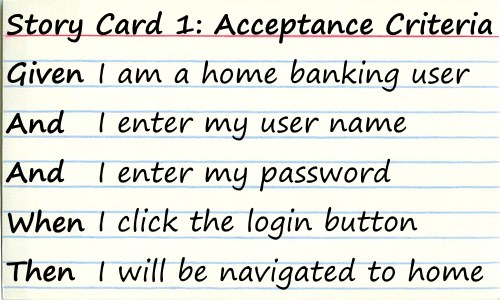 Story Card 1: Acceptance Criteria
Given I am a home banking user
And I enter my user name
And I enter my password
When I click the login button
Then I will be navigated to home